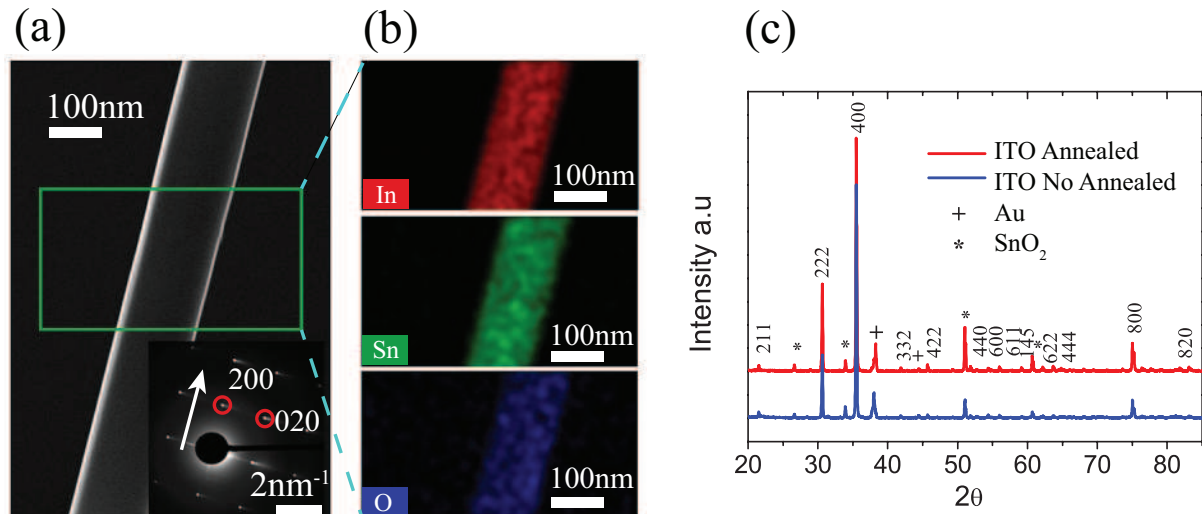 (a)
100nm
200
020
2nm⁻¹
(b)
In
100nm
Sn
100nm
O
100nm
(c)
Intensity a.u
211
*
222
*
400
+
332
+
422
*
440
600
611
145
*
622
444
800
820
ITO Annealed
ITO No Annealed
+ Au
* SnO₂
20 30 40 50 60 70 80
2θ